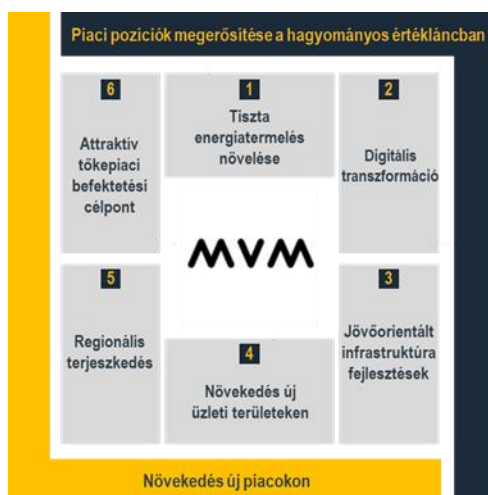 Piaci pozíciók megerősítése a hagyományos értékláncban
6
Attraktív
tőkepiaci
befektetési
célpont
1
Tiszta
energiatermelés
növelése
2
Digitális
transzformáció
MVM
5
Regionális
terjeszkedés
4
Növekedés új
üzleti területeken
3
Jövőorientált
infrastruktúra
fejlesztések
Növekedés új piacokon